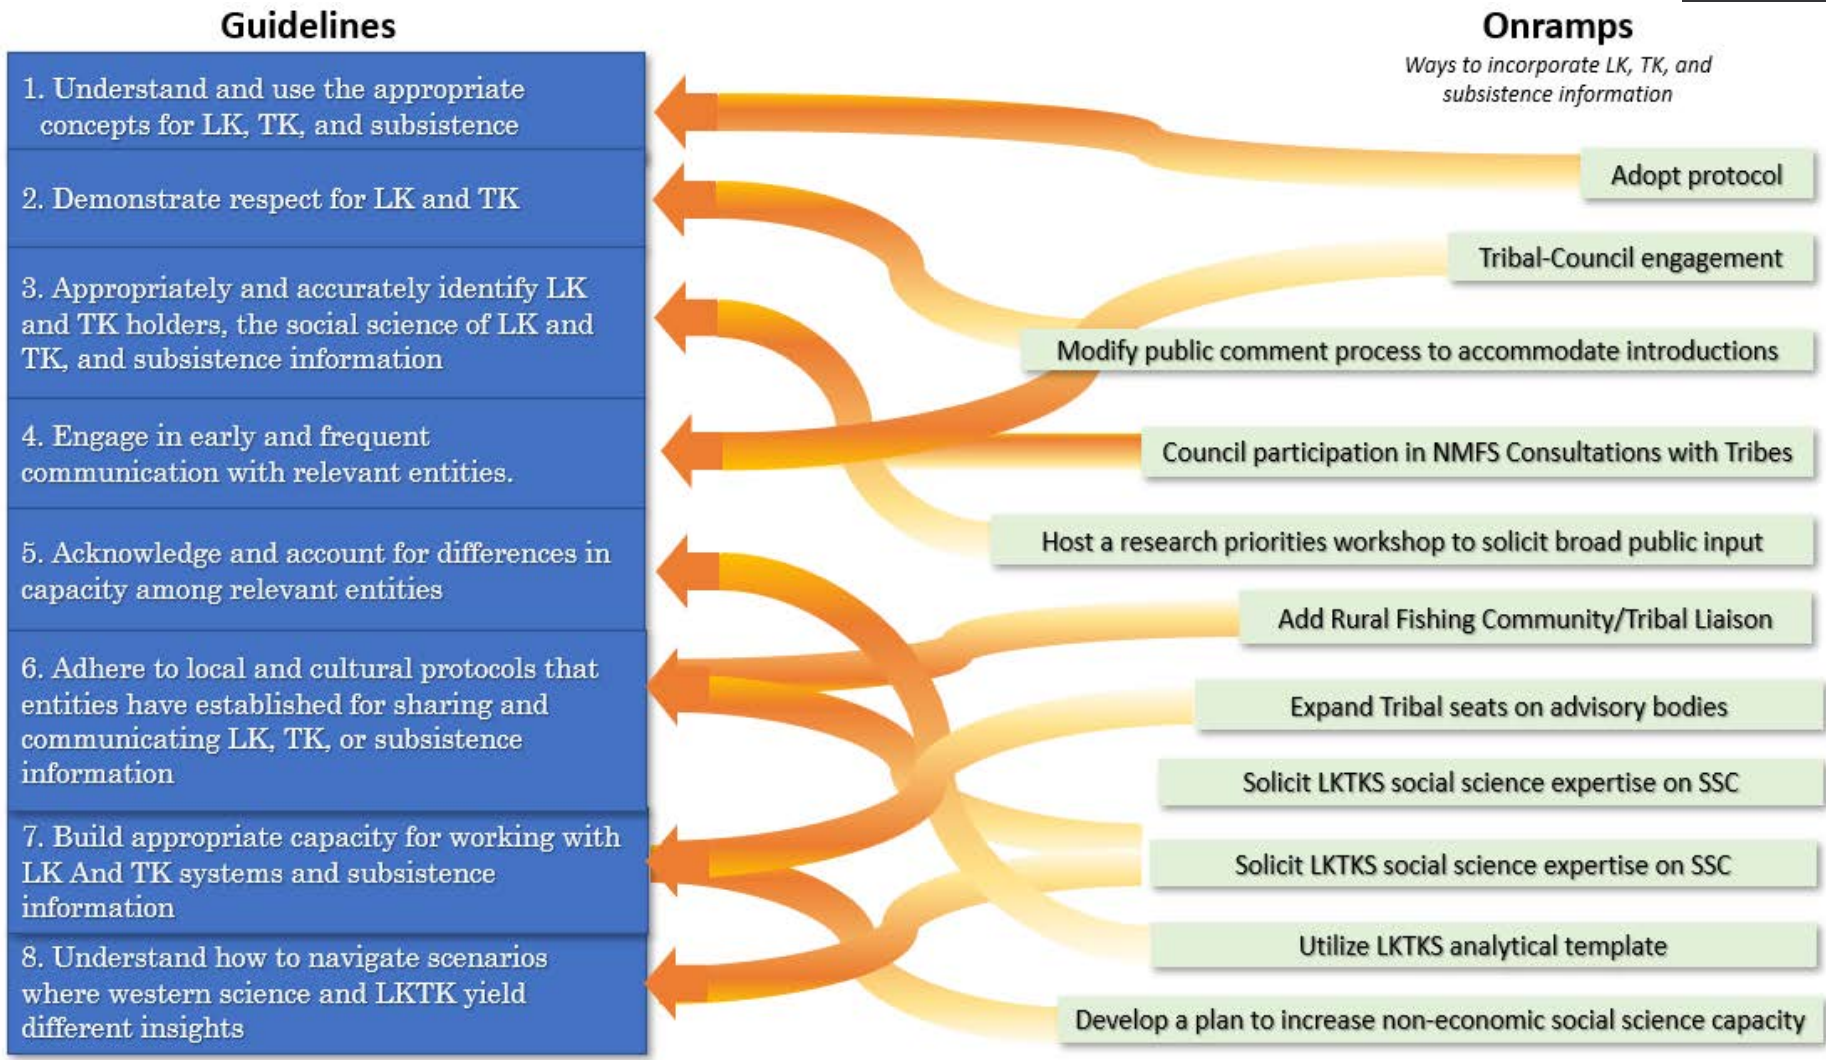 Guidelines
1. Understand and use the appropriate
concepts for LK, TK, and subsistence
2. Demonstrate respect for LK and TK
3. Appropriately and accurately identify LK
and TK holders, the social science of LK and
TK, and subsistence information
4. Engage in early and frequent
communication with relevant entities.
5. Acknowledge and account for differences in
capacity among relevant entities
6. Adhere to local and cultural protocols that
entities have established for sharing and
communicating LK, TK, or subsistence
information
7. Build appropriate capacity for working with
LK And TK systems and subsistence
information
8. Understand how to navigate scenarios
where western science and LKTK yield
different insights
Onramps
Ways to incorporate LK, TK, and
subsistence information
Adopt protocol
Tribal-Council engagement
Modify public comment process to accommodate introductions
Council participation in NMFS Consultations with Tribes
Host a research priorities workshop to solicit broad public input
Add Rural Fishing Community/Tribal Liaison
Expand Tribal seats on advisory bodies
Solicit LKTKS social science expertise on SSC
Solicit LKTKS social science expertise on SSC
Utilize LKTKS analytical template
Develop a plan to increase non-economic social science capacity